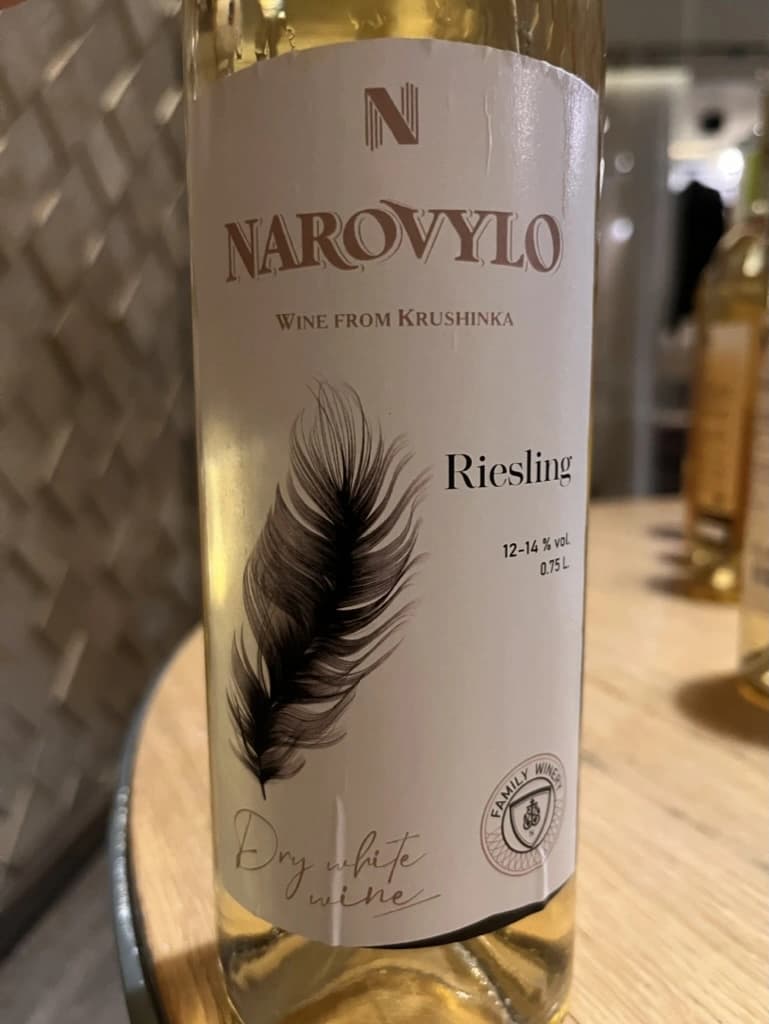 N
NAROVYLO
WINE FROM KRUSHINKA
Riesling
12-14 % vol.
0.75 L.
FAMILY WINERY
Dry white
wine